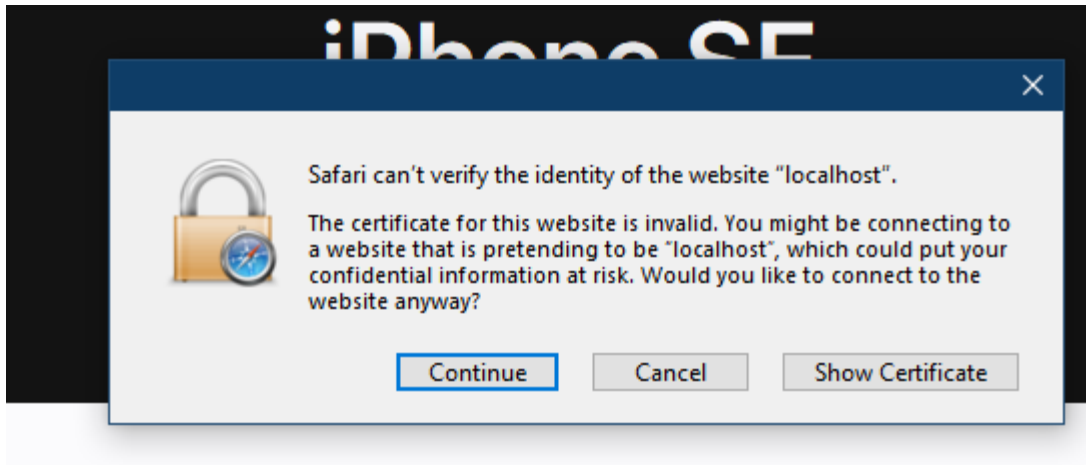 iPhone SE
Safari can't verify the identity of the website "localhost".
The certificate for this website is invalid. You might be connecting to
a website that is pretending to be "localhost", which could put your
confidential information at risk. Would you like to connect to the
website anyway?
Continue Cancel Show Certificate